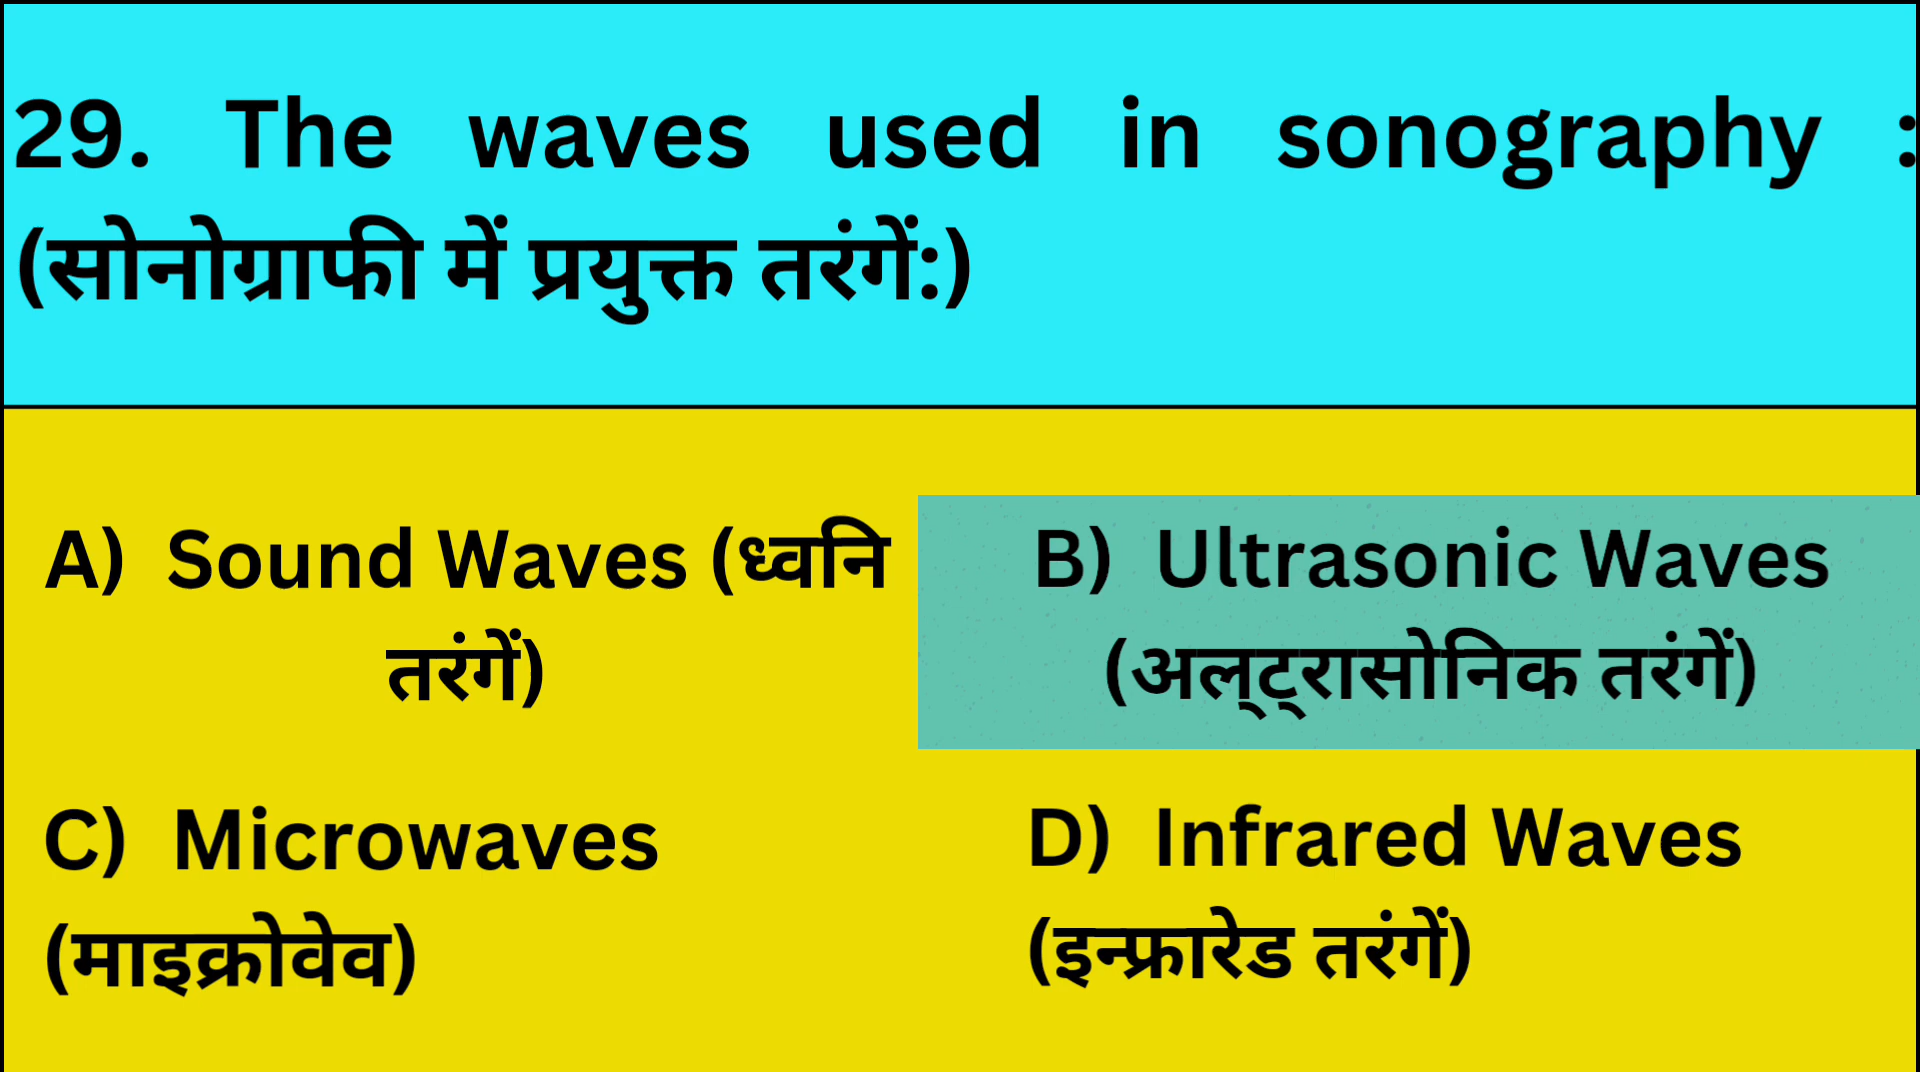 29. The waves used in sonography :
(सोनोग्राफी में प्रयुक्त तरंगें:)
A) Sound Waves (ध्वनि
तरंगें)
B) Ultrasonic Waves
(अल्ट्रासोनिक तरंगें)
C) Microwaves
(माइक्रोवेव)
D) Infrared Waves
(इन्फ्रारेड तरंगें)